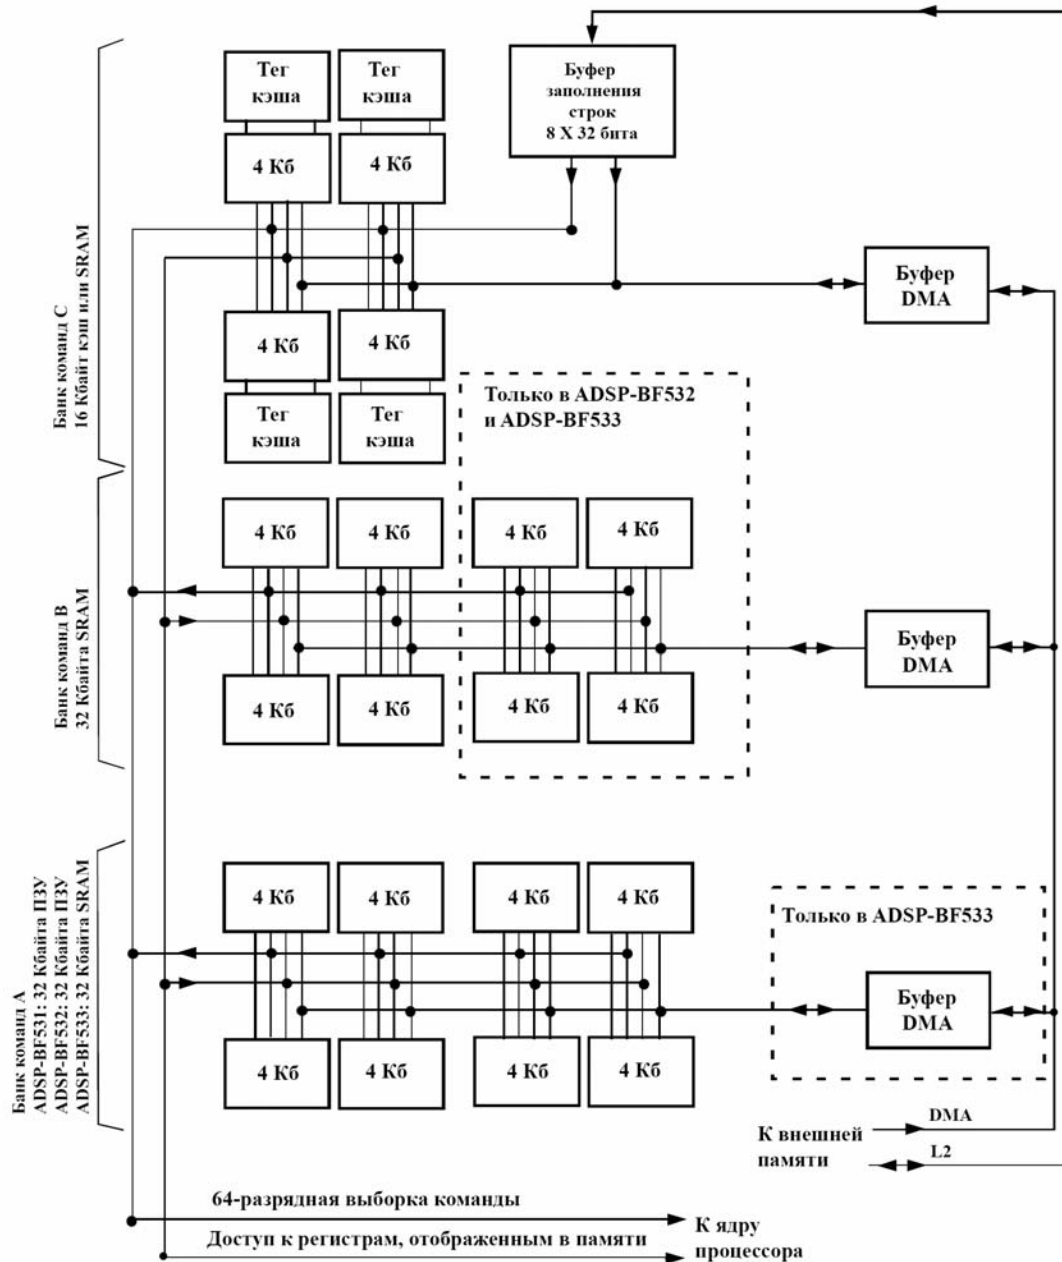 Буфер
заполнения
строк
8 X 32 бита
Банк команд C
16 Кбайт кэш или SRAM
Тег
кэша
Тег
кэша
4 Кб
4 Кб
Буфер
DMA
4 Кб
4 Кб
Тег
кэша
Тег
кэша
Только в ADSP-BF532
и ADSP-BF533
Банк команд B
32 Кбайта SRAM
4 Кб
4 Кб
4 Кб
4 Кб
Буфер
DMA
4 Кб
4 Кб
4 Кб
4 Кб
Банк команд A
ADSP-BF531: 32 Кбайта ПЗУ
ADSP-BF532: 32 Кбайта ПЗУ
ADSP-BF533: 32 Кбайта SRAM
4 Кб
4 Кб
4 Кб
4 Кб
Только в ADSP-BF533
Буфер
DMA
4 Кб
4 Кб
4 Кб
4 Кб
К внешней
памяти
DMA
L2
64-разрядная выборка команды
Доступ к регистрам, отображенным в памяти
К ядру
процессора